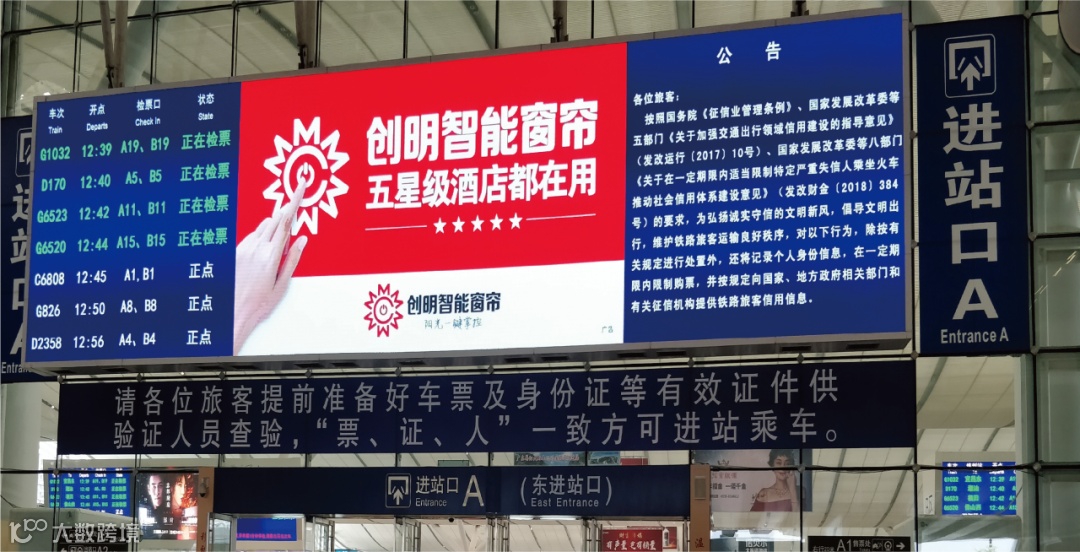 车次 开点 检票口 状态
Train Departs Check In State
G1032 12:39 A19、B19 正在检票
D170 12:40 A5、B5 正在检票
G6523 12:42 A11、B11 正在检票
G6520 12:44 A15、B15 正在检票
C6808 12:45 A1, B1 正点
G826 12:50 A8、B8 正点
D2358 12:56 A4、B4 正点
创明智能窗帘
五星级酒店都在用
创明智能窗帘
阳光一键掌控
广告
公告
各位旅客：
按照国务院《征信业管理条例》、国家发展改革委等
五部门《关于加强交通出行领域信用建设的指导意见》
（发改运行〔2017〕10号）、国家发展改革委等八部门
《关于在一定期限内适当限制特定严重失信人乘坐火车
推动社会信用体系建设意见》（发改财金〔2018〕384
号）的要求，为弘扬诚实守信的文明新风，倡导文明出
行，维护铁路旅客运输良好秩序，对以下行为，除按有
关规定进行处置外，还将记录个人身份信息，在一定期
限内限制购票，并按规定向国家、地方政府相关部门和
有关征信机构提供铁路旅客信用信息。
进站口
A
Entrance A
进站口
A
请各位旅客提前准备好车票及身份证等有效证件供
验证人员查验，“票、证、人”一致方可进站乘车。
进站口 A （东进站口）
Entrance East Entrance
大数跨境